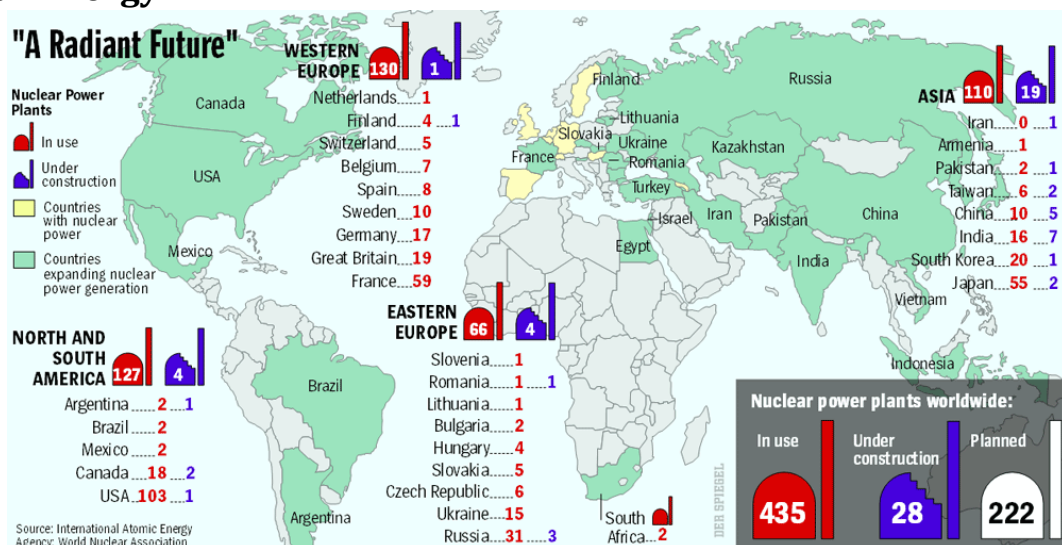 "A Radiant Future"
Nuclear Power
Plants
In use
Under
construction
Countries
with nuclear
power
Countries
expanding nuclear
power generation
WESTERN
EUROPE 130 1
Netherlands.....1
Finland.....4....1
Switzerland.....5
Belgium.....7
Spain.....8
Sweden.....10
Germany....17
Great Britain....19
France....59
ASIA 110 19
Iran....0....1
Armenia....1
Pakistan....2....1
Taiwan....6....2
China....10....5
India....16....7
South Korea....20....1
Japan....55....2
NORTH AND
SOUTH
AMERICA 127 4
Argentina.....2....1
Brazil.....2
Mexico.....2
Canada....18....2
USA...103....1
EASTERN
EUROPE 66 4
Slovenia.....1
Romania.....1.....1
Lithuania.....1
Bulgaria.....2
Hungary.....4
Slovakia.....5
Czech Republic....6
Ukraine....15
Russia....31....3
South
Africa...2
Canada
USA
Mexico
Brazil
Argentina
Finland
Lithuania
Slovakia
Ukraine
France
Romania
Turkey
Israel
Egypt
Iran
Pakistan
Kazakhstan
Russia
China
India
Vietnam
Indonesia
Nuclear power plants worldwide:
In use
Under
construction
Planned
435
28
222
DER SPIEGEL
Source: International Atomic Energy
Agency; World Nuclear Association